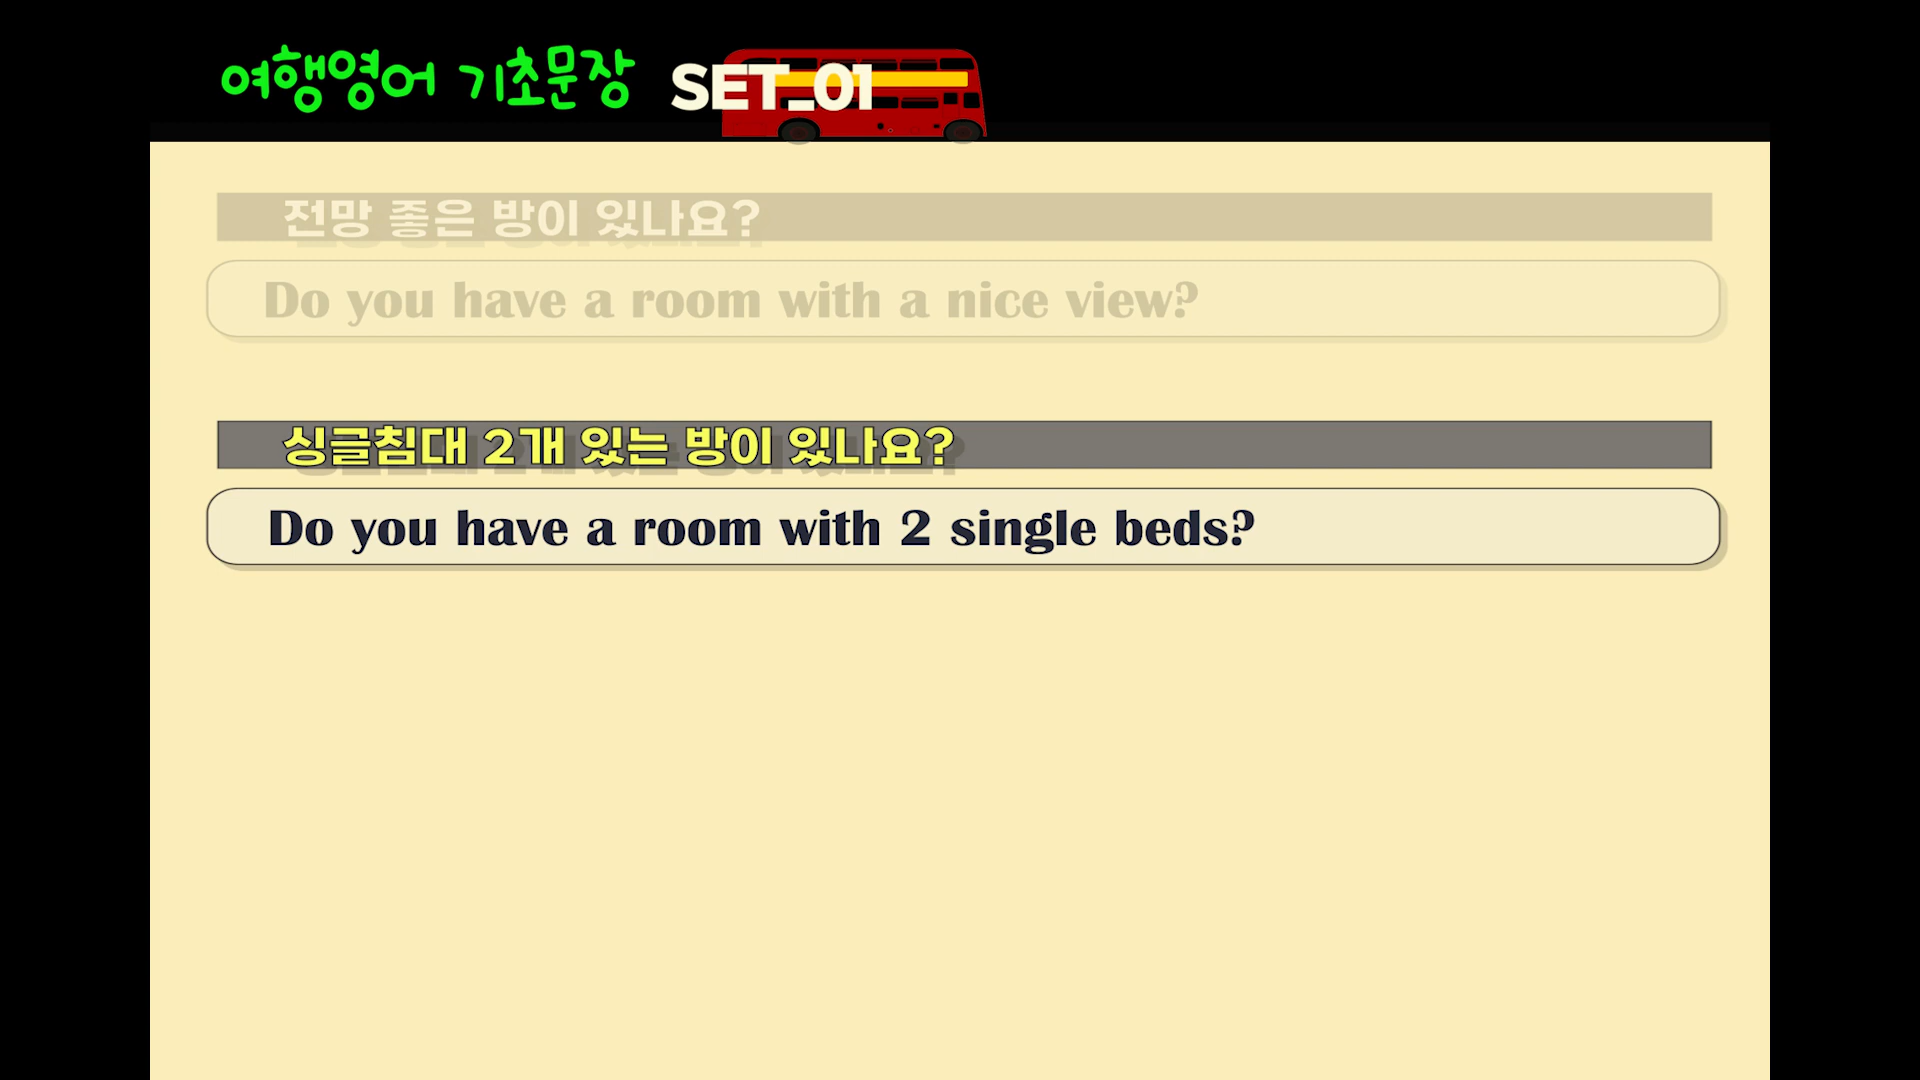 여행영어 기초문장 SET_01
전망 좋은 방이 있나요?
Do you have a room with a nice view?
싱글침대 2개 있는 방이 있나요?
Do you have a room with 2 single beds?